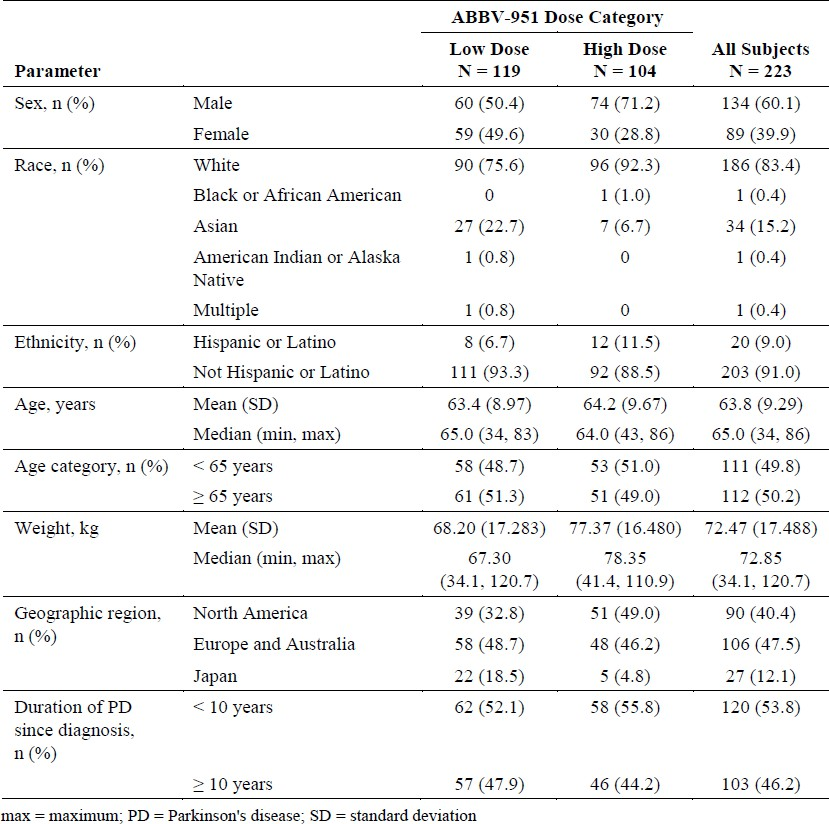 ABBV-951 Dose Category
Parameter Low Dose N = 119 High Dose N = 104 All Subjects N = 223
Sex, n (%) Male 60 (50.4) 74 (71.2) 134 (60.1)
Female 59 (49.6) 30 (28.8) 89 (39.9)
Race, n (%) White 90 (75.6) 96 (92.3) 186 (83.4)
Black or African American 0 1 (1.0) 1 (0.4)
Asian 27 (22.7) 7 (6.7) 34 (15.2)
American Indian or Alaska Native 1 (0.8) 0 1 (0.4)
Multiple 1 (0.8) 0 1 (0.4)
Ethnicity, n (%) Hispanic or Latino 8 (6.7) 12 (11.5) 20 (9.0)
Not Hispanic or Latino 111 (93.3) 92 (88.5) 203 (91.0)
Age, years Mean (SD) 63.4 (8.97) 64.2 (9.67) 63.8 (9.29)
Median (min, max) 65.0 (34, 83) 64.0 (43, 86) 65.0 (34, 86)
Age category, n (%) < 65 years 58 (48.7) 53 (51.0) 111 (49.8)
≥ 65 years 61 (51.3) 51 (49.0) 112 (50.2)
Weight, kg Mean (SD) 68.20 (17.283) 77.37 (16.480) 72.47 (17.488)
Median (min, max) 67.30 (34.1, 120.7) 78.35 (41.4, 110.9) 72.85 (34.1, 120.7)
Geographic region, n (%) North America 39 (32.8) 51 (49.0) 90 (40.4)
Europe and Australia 58 (48.7) 48 (46.2) 106 (47.5)
Japan 22 (18.5) 5 (4.8) 27 (12.1)
Duration of PD since diagnosis, n (%) < 10 years 62 (52.1) 58 (55.8) 120 (53.8)
≥ 10 years 57 (47.9) 46 (44.2) 103 (46.2)
max = maximum; PD = Parkinson's disease; SD = standard deviation